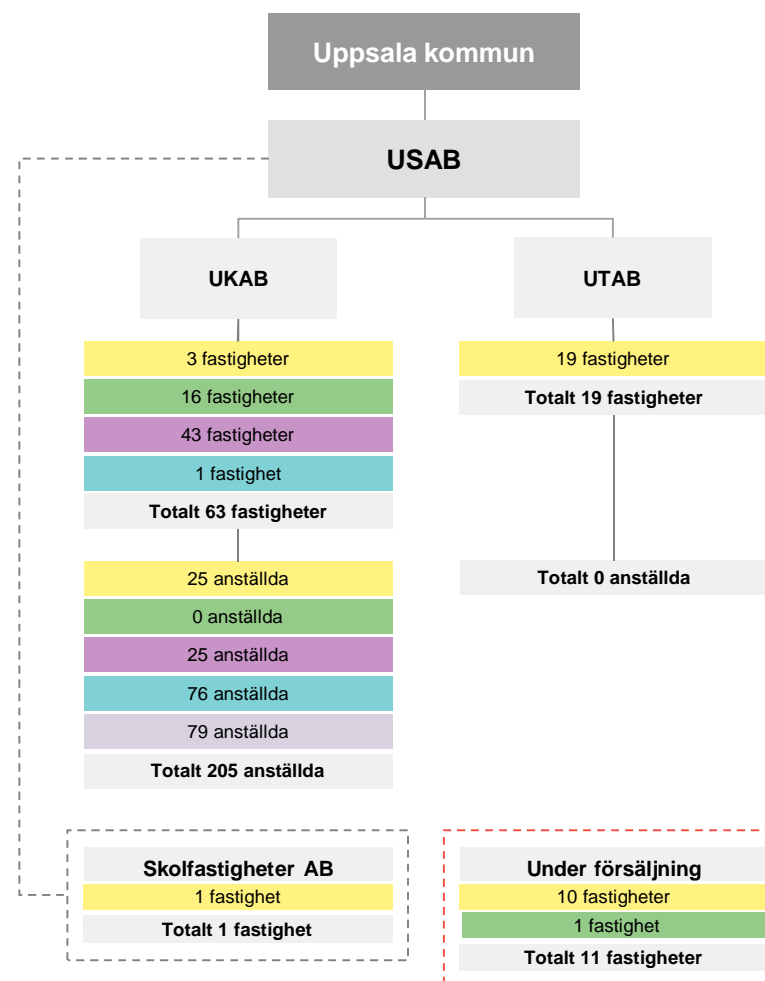 Uppsala kommun
USAB
UKAB
3 fastigheter
16 fastigheter
43 fastigheter
1 fastighet
Totalt 63 fastigheter
25 anställda
0 anställda
25 anställda
76 anställda
79 anställda
Totalt 205 anställda
UTAB
19 fastigheter
Totalt 19 fastigheter
Totalt 0 anställda
Skolfastigheter AB
1 fastighet
Totalt 1 fastighet
Under försäljning
10 fastigheter
1 fastighet
Totalt 11 fastigheter